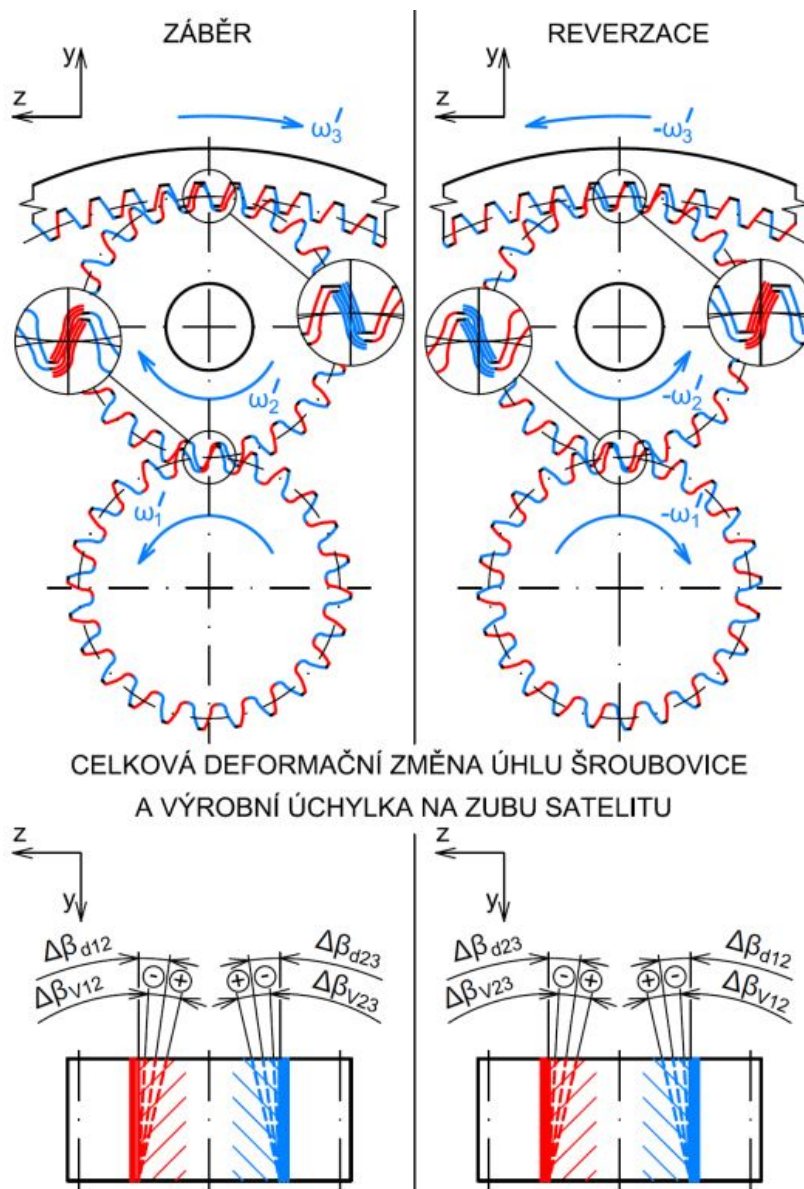 ZÁBĚR
REVERZACE
y
z
ω₃′
y
z
-ω₃′
ω₂′
-ω₂′
ω₁′
-ω₁′
CELKOVÁ DEFORMAČNÍ ZMĚNA ÚHLU ŠROUBOVICE
A VÝROBNÍ ÚCHYLKA NA ZUBU SATELITU
z
y
Δβd12
ΔβV12
- +
+ -
Δβd23
ΔβV23
z
y
Δβd23
ΔβV23
- +
+ -
Δβd12
ΔβV12